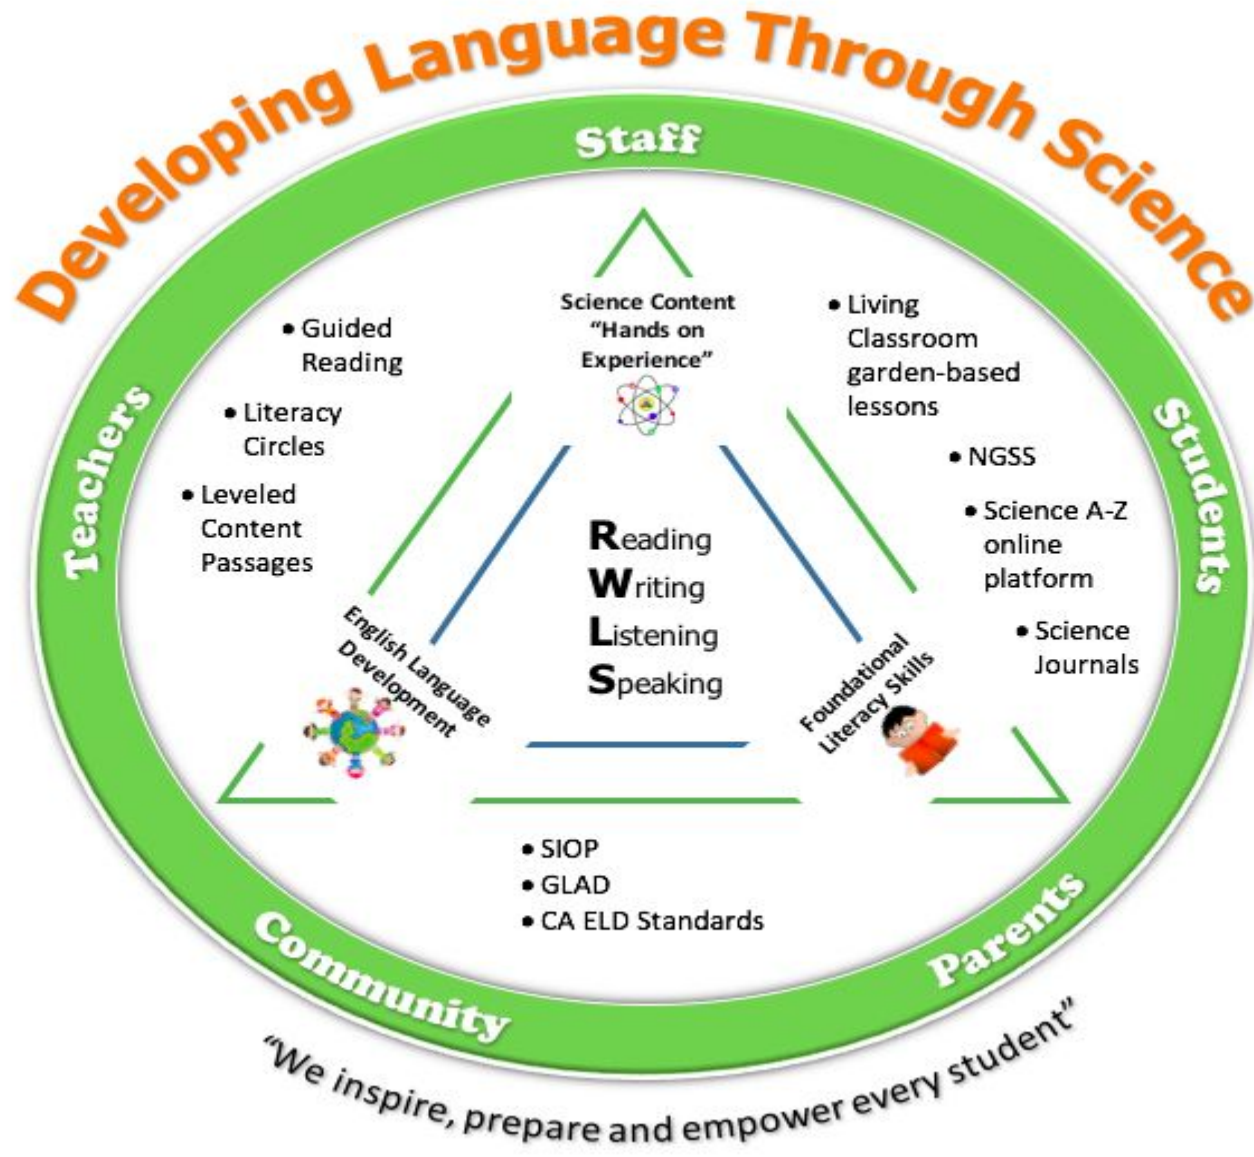 Developing Language Through Science
Staff
Teachers
Students
Community
Parents
Science Content
“Hands on
Experience”
• Guided
Reading
• Literacy
Circles
• Leveled
Content
Passages
• Living
Classroom
garden-based
lessons
• NGSS
• Science A-Z
online
platform
• Science
Journals
Reading
Writing
Listening
Speaking
English Language
Development
Foundational
Literacy Skills
• SIOP
• GLAD
• CA ELD Standards
“We inspire, prepare and empower every student”